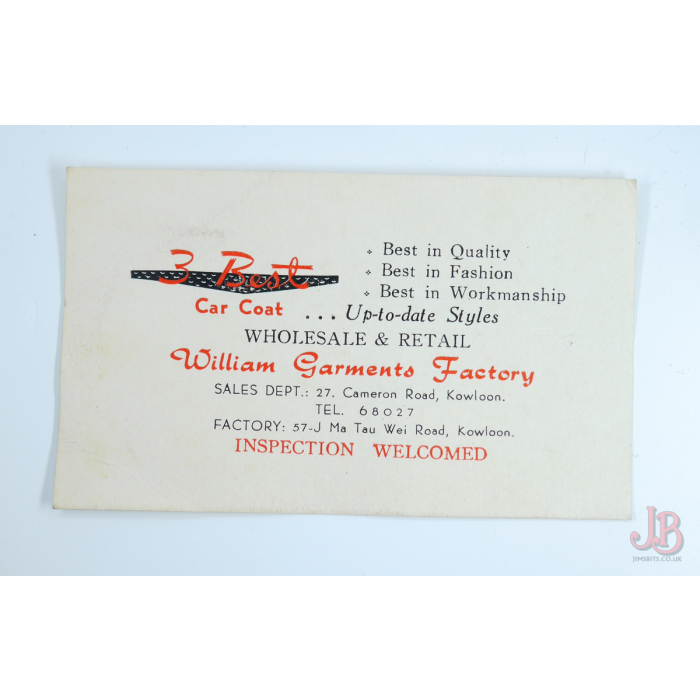 3 Best
Car Coat
Best in Quality
Best in Fashion
Best in Workmanship
... Up-to-date Styles
WHOLESALE & RETAIL
William Garments Factory
SALES DEPT.: 27. Cameron Road, Kowloon.
TEL. 68027
FACTORY: 57-J Ma Tau Wei Road, Kowloon.
INSPECTION WELCOMED
JB
JIMSBITS.CO.UK